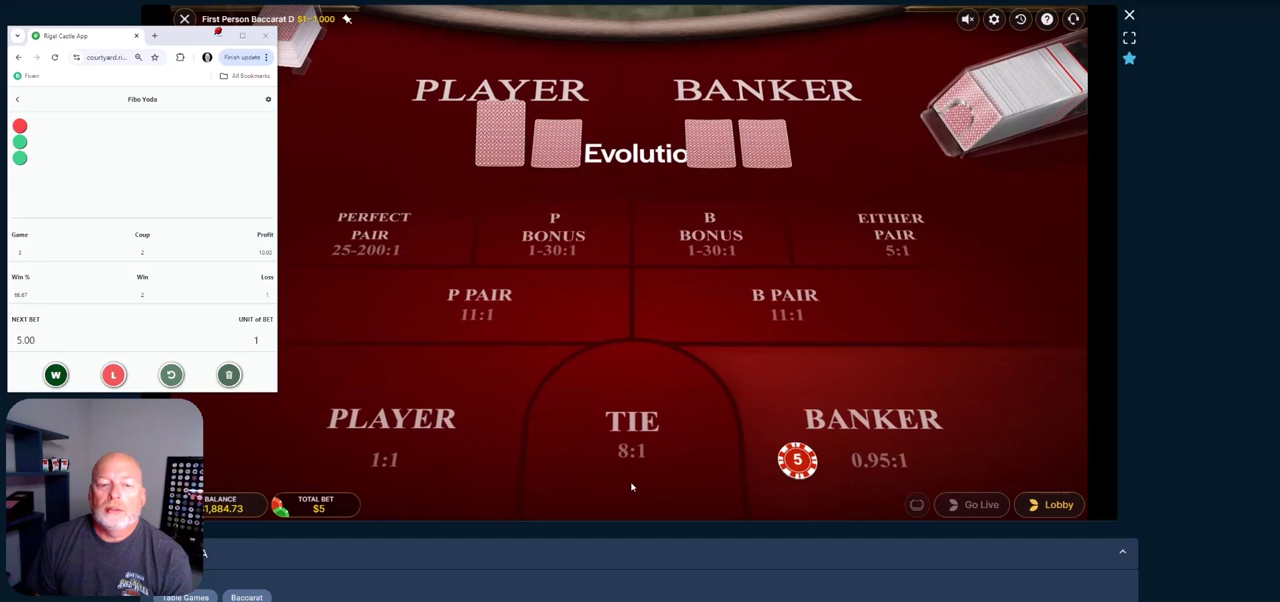 First Person Baccarat D $1–1,000
Rigel Castle App
courtyard.ri...
Finish update
Fiverr
All Bookmarks
Fibo Yoda
Game Coup Profit
3 2 10.00
Win % Win Loss
66.67 2 1
NEXT BET UNIT of BET
5.00 1
W L
PLAYER BANKER
Evolutio
PERFECT PAIR 25-200:1
P BONUS 1-30:1
B BONUS 1-30:1
EITHER PAIR 5:1
P PAIR 11:1
B PAIR 11:1
PLAYER 1:1
TIE 8:1
BANKER 0.95:1
5
BALANCE
1,884.73
TOTAL BET
$5
Go Live
Lobby
A
Table Games
Baccarat